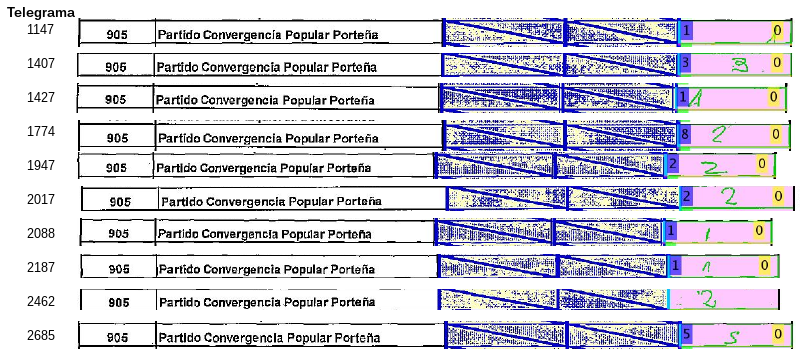 Telegrama
1147 905 Partido Convergencia Popular Porteña 1 0
1407 905 Partido Convergencia Popular Porteña 3 3 0
1427 905 Partido Convergencia Popular Porteña 1 1 0
1774 905 Partido Convergencia Popular Porteña 8 2 0
1947 905 Partido Convergencia Popular Porteña 2 2 0
2017 905 Partido Convergencia Popular Porteña 2 2 0
2088 905 Partido Convergencia Popular Porteña 1 1 0
2187 905 Partido Convergencia Popular Porteña 1 1 0
2462 905 Partido Convergencia Popular Porteña 2
2685 905 Partido Convergencia Popular Porteña 5 5 0